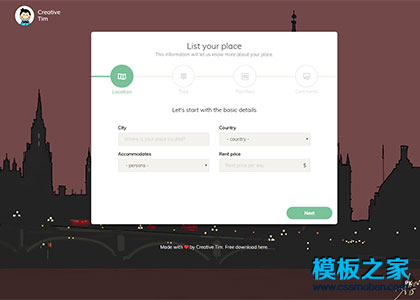 Creative
Tim
List your place
This information will let us know more about your place.
Location
Type
Facilities
Comments
Let's start with the basic details
City
Country
Where is your place located?
- country -
Accommodates
Rent price
- persons -
Rent price per day
$
Next
Made with ❤ by Creative Tim. Free download here.
模板之家
www.cssmoban.com